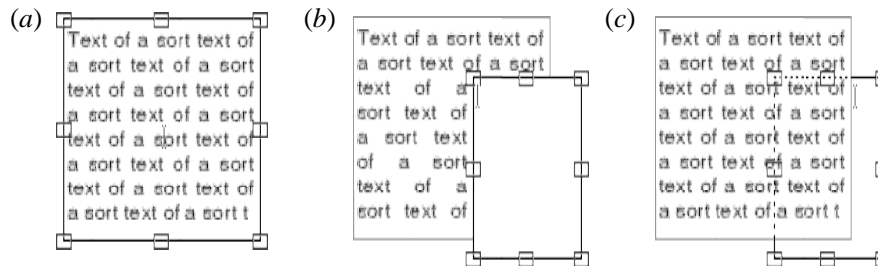 (a)
Text of a sort text of
a sort text of a sort
text of a sort text of
a sort text of a sort
text of a sort text of
a sort text of a sort
text of a sort text of
a sort text of a sort t
(b)
Text of a sort text of
a sort text of a sort
text of a
sort text of
a sort text
of a sort
text of a
sort text of
(c)
Text of a sort text of
a sort text of a sort
text of a sort text of
a sort text of a sort
text of a sort text of
a sort text of a sort
text of a sort text of
a sort text of a sort t